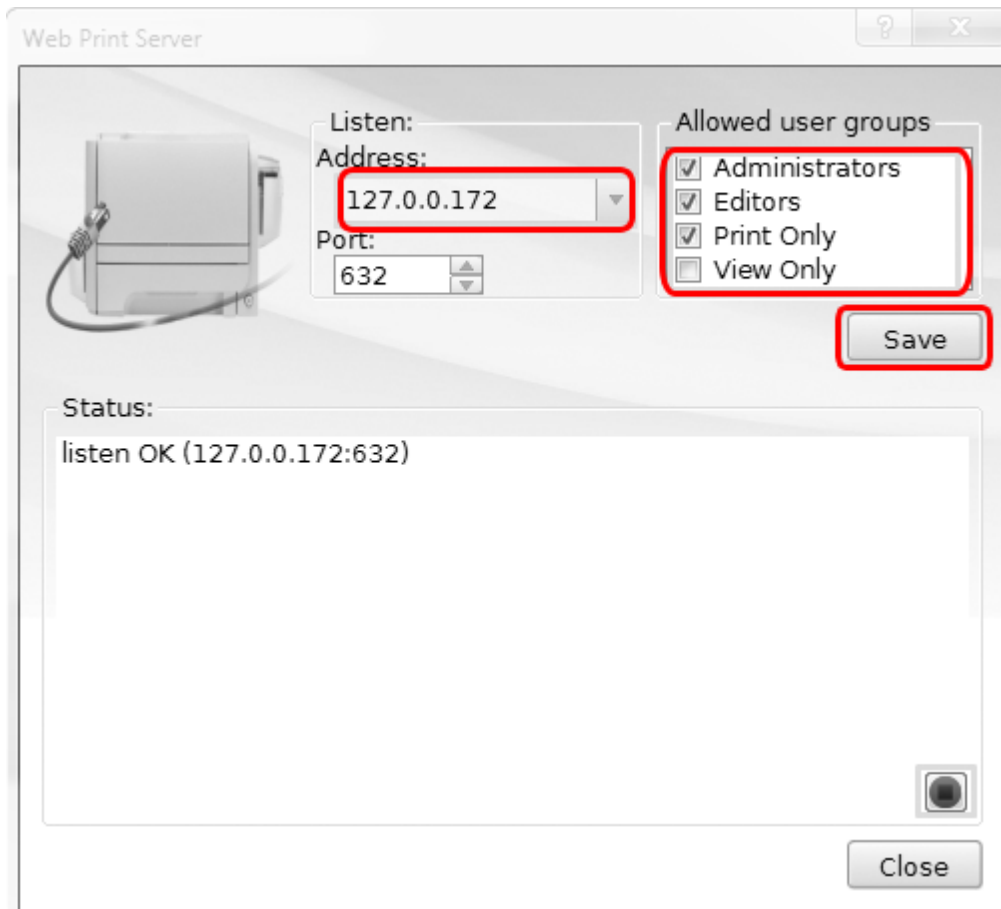 Web Print Server
Listen:
Address:
127.0.0.172
Port:
632
Allowed user groups
Administrators
Editors
Print Only
View Only
Save
Status:
listen OK (127.0.0.172:632)
Close